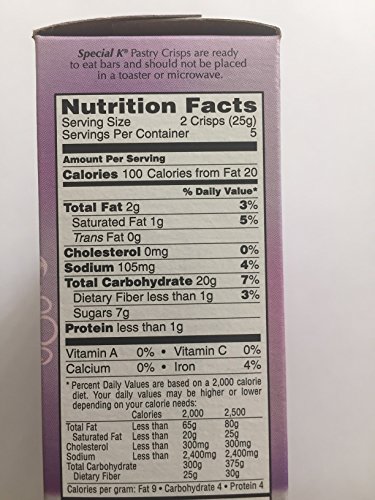 Special K® Pastry Crisps are ready
to eat bars and should not be placed
in a toaster or microwave.
Nutrition Facts
Serving Size 2 Crisps (25g)
Servings Per Container 5
Amount Per Serving
Calories 100 Calories from Fat 20
% Daily Value*
Total Fat 2g 3%
Saturated Fat 1g 5%
Trans Fat 0g
Cholesterol 0mg 0%
Sodium 105mg 4%
Total Carbohydrate 20g 7%
Dietary Fiber less than 1g 3%
Sugars 7g
Protein less than 1g
Vitamin A 0% • Vitamin C 0%
Calcium 0% • Iron 4%
* Percent Daily Values are based on a 2,000 calorie
diet. Your daily values may be higher or lower
depending on your calorie needs:
Calories 2,000 2,500
Total Fat Less than 65g 80g
Saturated Fat Less than 20g 25g
Cholesterol Less than 300mg 300mg
Sodium Less than 2,400mg 2,400mg
Total Carbohydrate 300g 375g
Dietary Fiber 25g 30g
Calories per gram: Fat 9 • Carbohydrate 4 • Protein 4